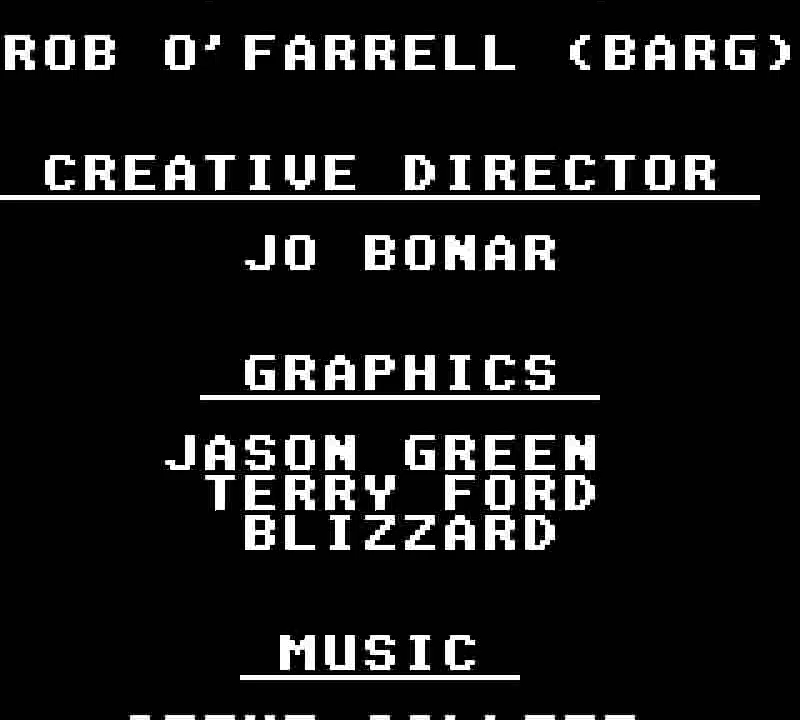 ROB O'FARRELL (BARG)
CREATIVE DIRECTOR
JO BONAR
GRAPHICS
JASON GREEN
TERRY FORD
BLIZZARD
MUSIC